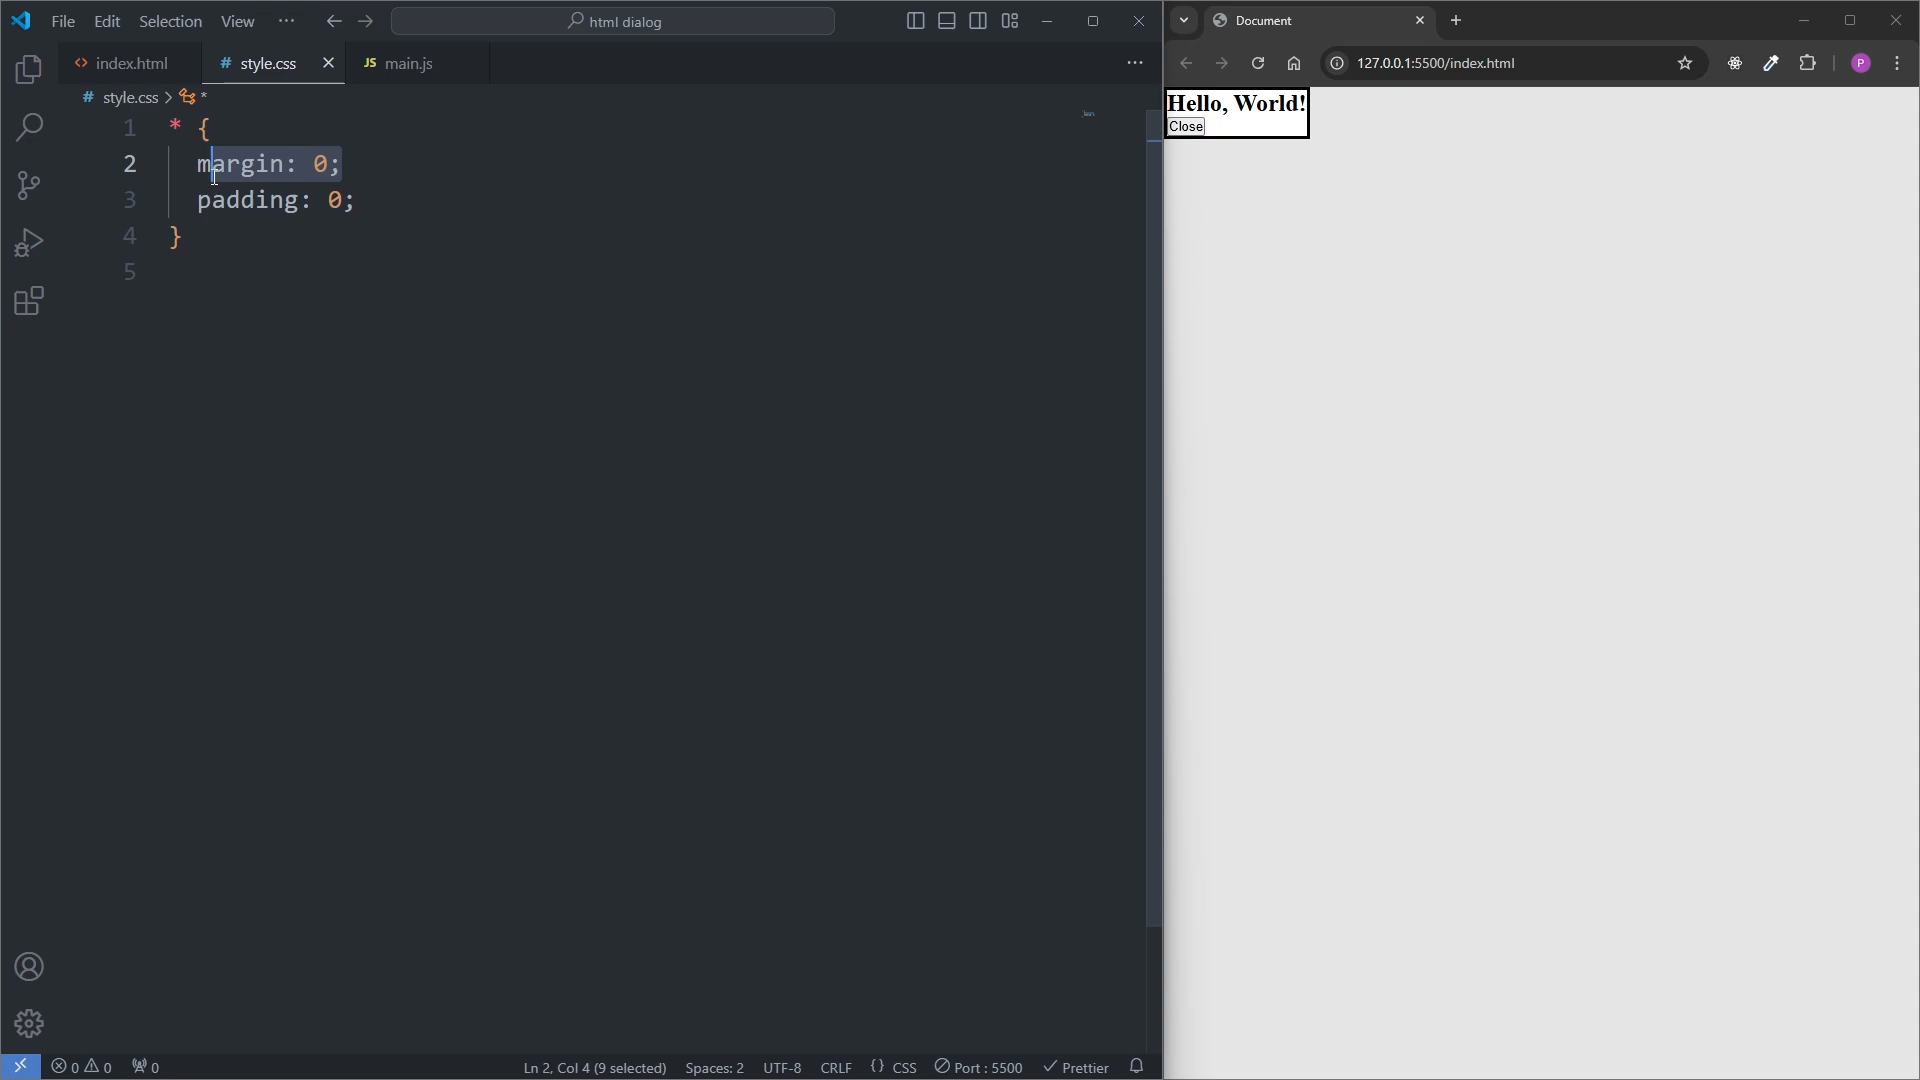 File Edit Selection View ··· html dialog
index.html style.css main.js
# style.css > *
1 * {
2 margin: 0;
3 padding: 0;
4 }
5
0 0 0 Ln 2, Col 4 (9 selected) Spaces: 2 UTF-8 CRLF {} CSS Port : 5500 Prettier
Document
127.0.0.1:5500/index.html P
Hello, World!
Close